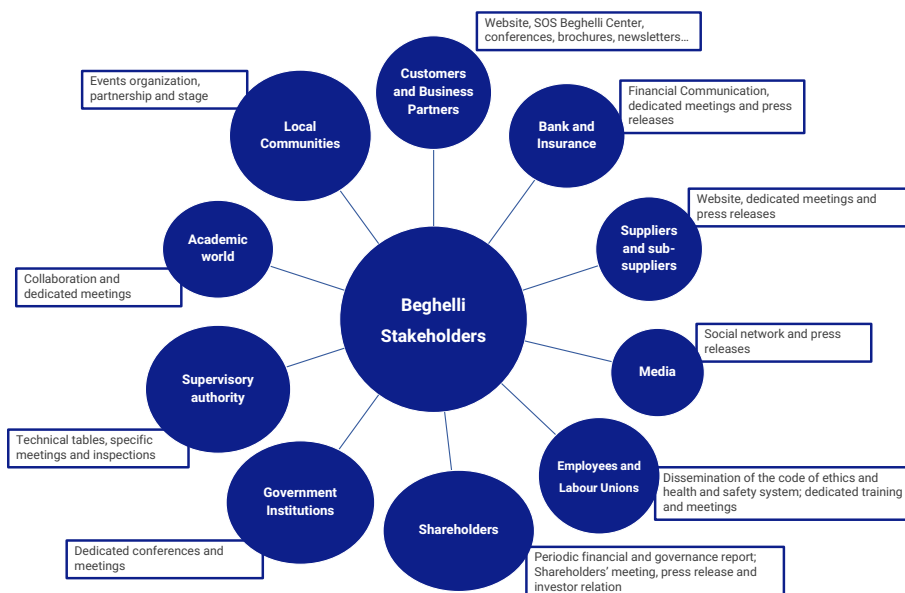 Website, SOS Beghelli Center,
conferences, brochures, newsletters…
Customers
and Business
Partners
Events organization,
partnership and stage
Local
Communities
Financial Communication,
dedicated meetings and press
releases
Bank and
Insurance
Website, dedicated meetings and
press releases
Suppliers
and sub-
suppliers
Academic
world
Collaboration and
dedicated meetings
Beghelli
Stakeholders
Social network and press
releases
Media
Supervisory
authority
Technical tables, specific
meetings and inspections
Employees and
Labour Unions
Dissemination of the code of ethics and
health and safety system; dedicated training
and meetings
Government
Institutions
Dedicated conferences and
meetings
Shareholders
Periodic financial and governance report;
Shareholders’ meeting, press release and
investor relation